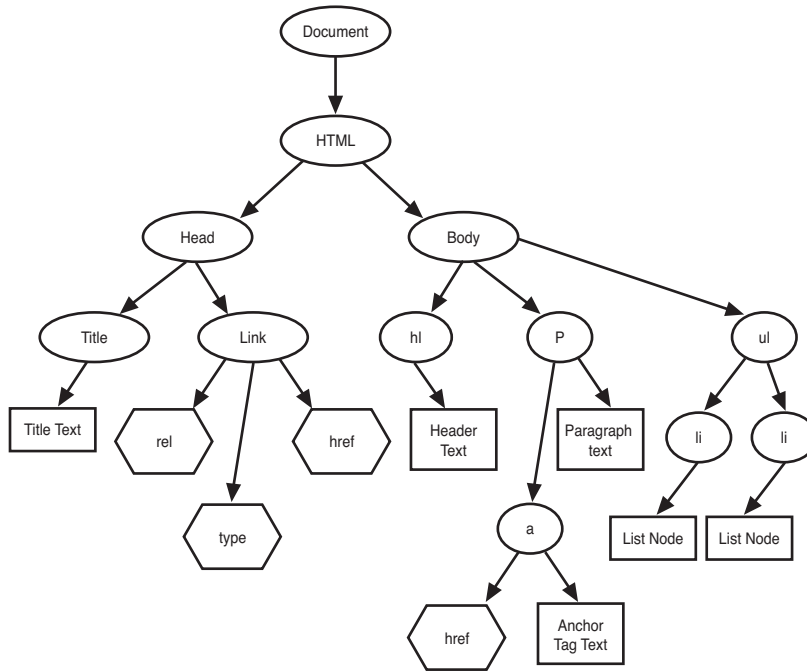 Document
HTML
Head
Body
Title
Link
hl
P
ul
Title Text
rel
href
Header
Text
Paragraph
text
li
li
type
a
List Node
List Node
href
Anchor
Tag Text